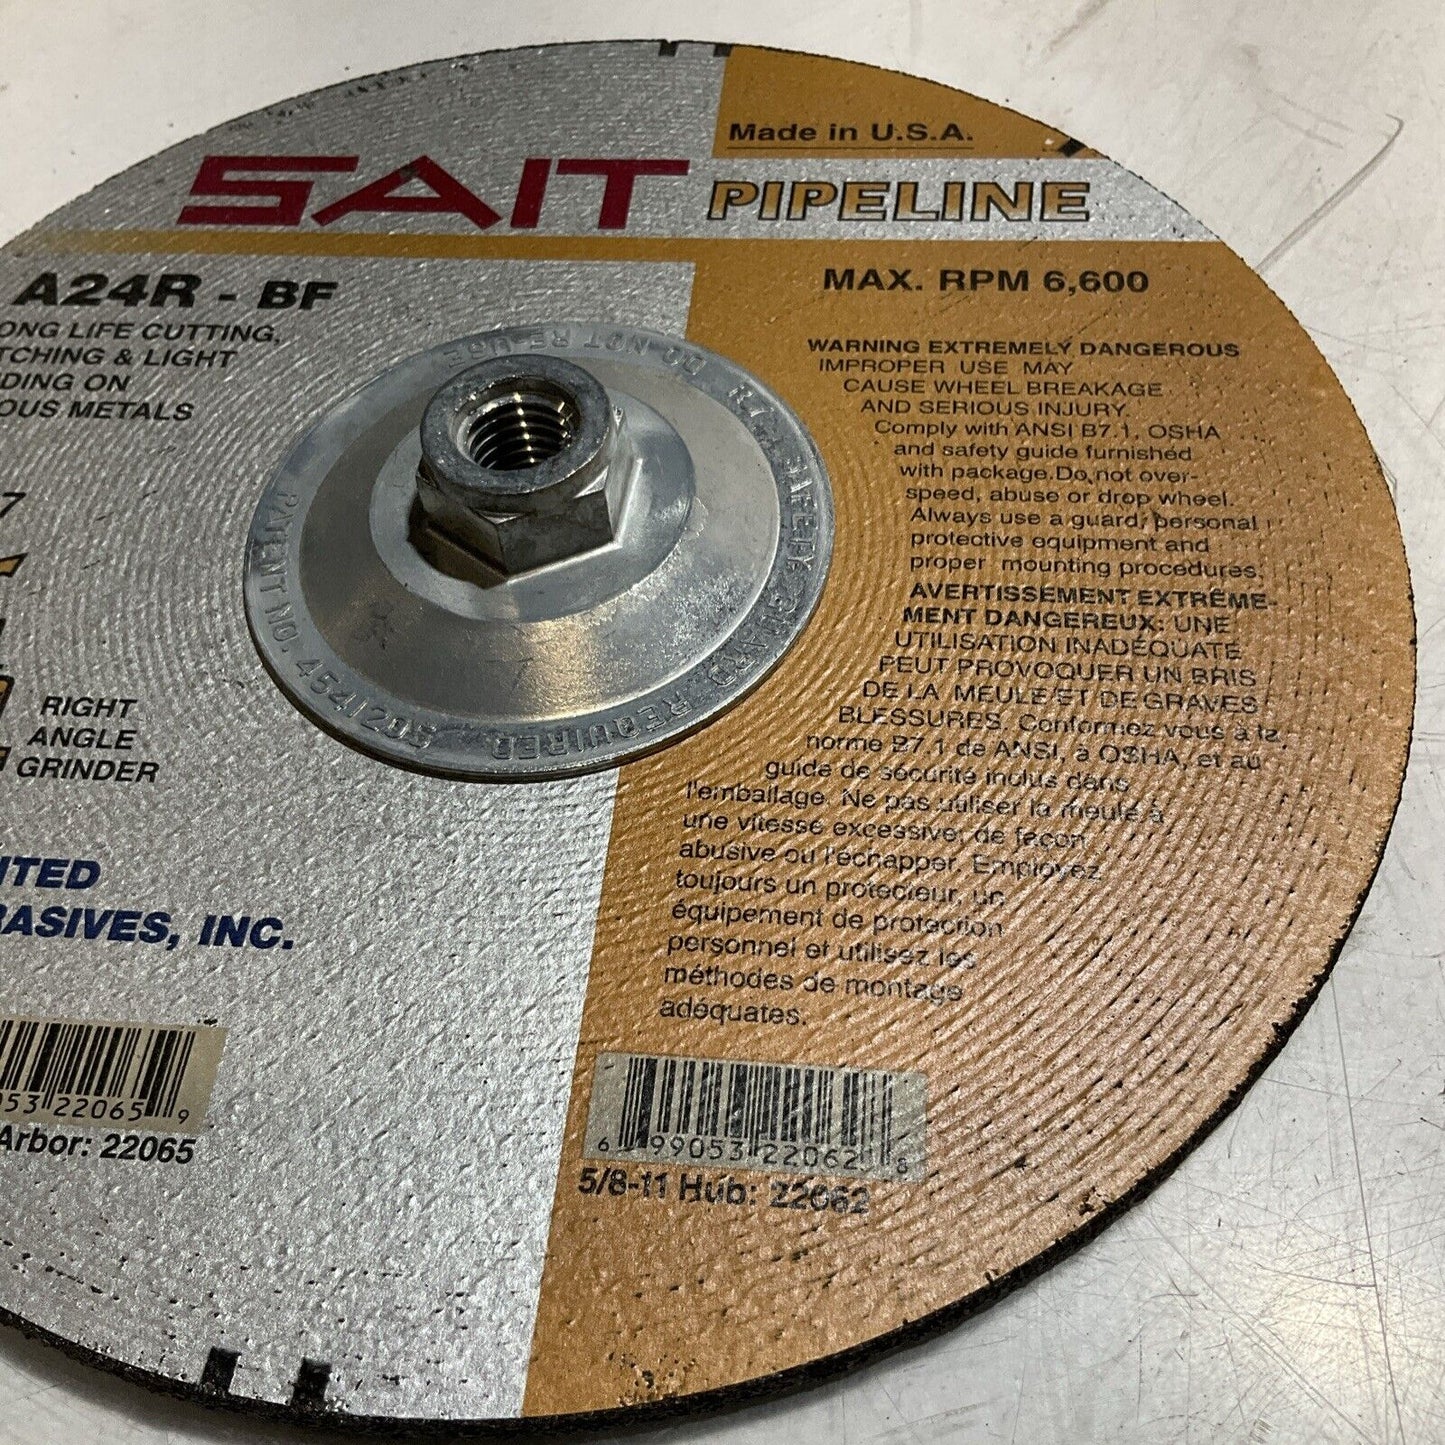 Made in U.S.A.
SAIT PIPELINE
A24R - BF
MAX. RPM 6,600
LIFE CUTTING,
& LIGHT
ON
METALS
WARNING EXTREMELY DANGEROUS
IMPROPER USE MAY
CAUSE WHEEL BREAKAGE
AND SERIOUS INJURY.
Comply with ANSI B7.1, OSHA
and safety guide furnished
with package. Do not over-
speed, abuse or drop wheel.
Always use a guard, personal
protective equipment and
proper mounting procedures.
AVERTISSEMENT EXTRÊME-
MENT DANGEREUX: UNE
UTILISATION INADÉQUATE
PEUT PROVOQUER UN BRIS
DE LA MEULE ET DE GRAVES
BLESSURES. Conformez vous à la
norme B7.1 de ANSI, à OSHA, et au
guide de sécurité inclus dans
l'emballage. Ne pas utiliser la meule à
une vitesse excessive, de façon
abusive ou l'échapper. Employez
toujours un protecteur, un
équipement de protection
personnel et utilisez les
méthodes de montage
adéquates.
DO NOT RE-USE
SAFETY GUARD REQUIRED
PATENT NO. 4541205
RIGHT
ANGLE
GRINDER
INC.
53 22065 9
Arbor: 22065
6 99053 22062 8
5/8-11 Hub: 22062